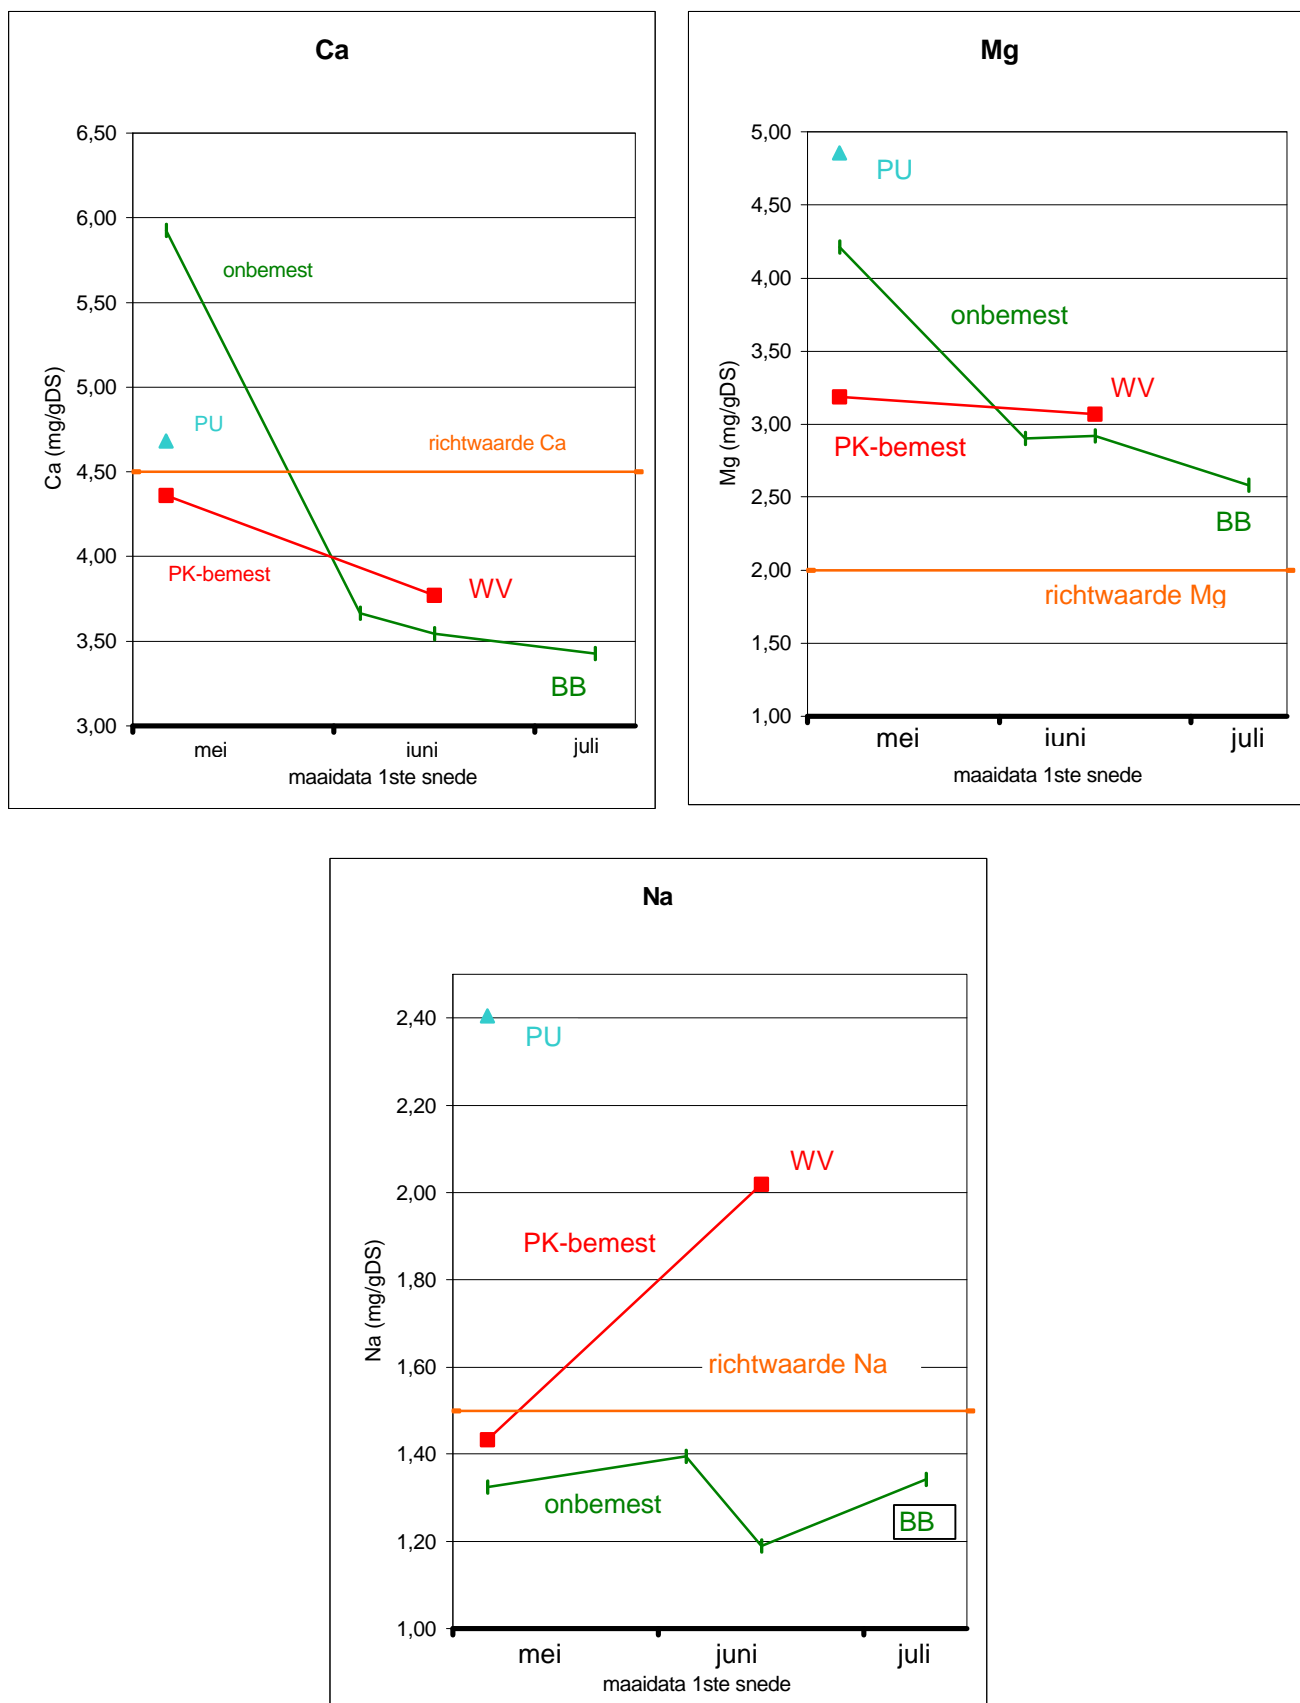 Ca
6,50
6,00
5,50
5,00
4,50
4,00
3,50
3,00
Ca (mg/gDS)
onbemest
PU
richtwaarde Ca
PK-bemest
WV
BB
mei
juni
juli
maaidata 1ste snede
Mg
5,00
4,50
4,00
3,50
3,00
2,50
2,00
1,50
1,00
Mg (mg/gDS)
PU
onbemest
WV
PK-bemest
BB
richtwaarde Mg
mei
juni
juli
maaidata 1ste snede
Na
2,40
2,20
2,00
1,80
1,60
1,40
1,20
1,00
Na (mg/gDS)
PU
WV
PK-bemest
richtwaarde Na
onbemest
BB
mei
juni
juli
maaidata 1ste snede